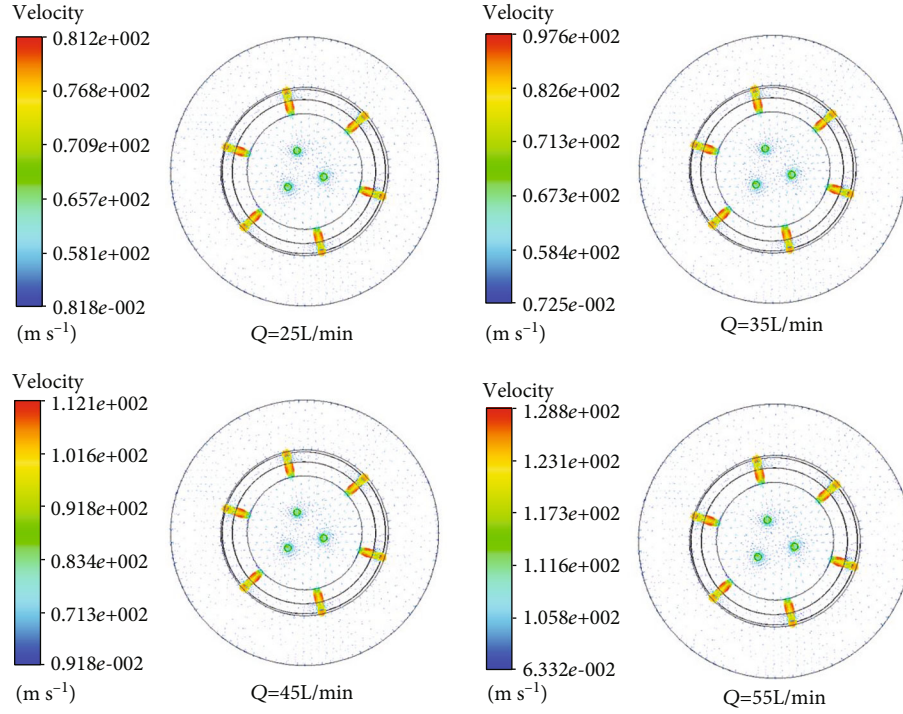 Velocity
0.812e+002
0.768e+002
0.709e+002
0.657e+002
0.581e+002
0.818e-002
(m s⁻¹)
Q=25L/min
Velocity
0.976e+002
0.826e+002
0.713e+002
0.673e+002
0.584e+002
0.725e-002
(m s⁻¹)
Q=35L/min
Velocity
1.121e+002
1.016e+002
0.918e+002
0.834e+002
0.713e+002
0.918e-002
(m s⁻¹)
Q=45L/min
Velocity
1.288e+002
1.231e+002
1.173e+002
1.116e+002
1.058e+002
6.332e-002
(m s⁻¹)
Q=55L/min